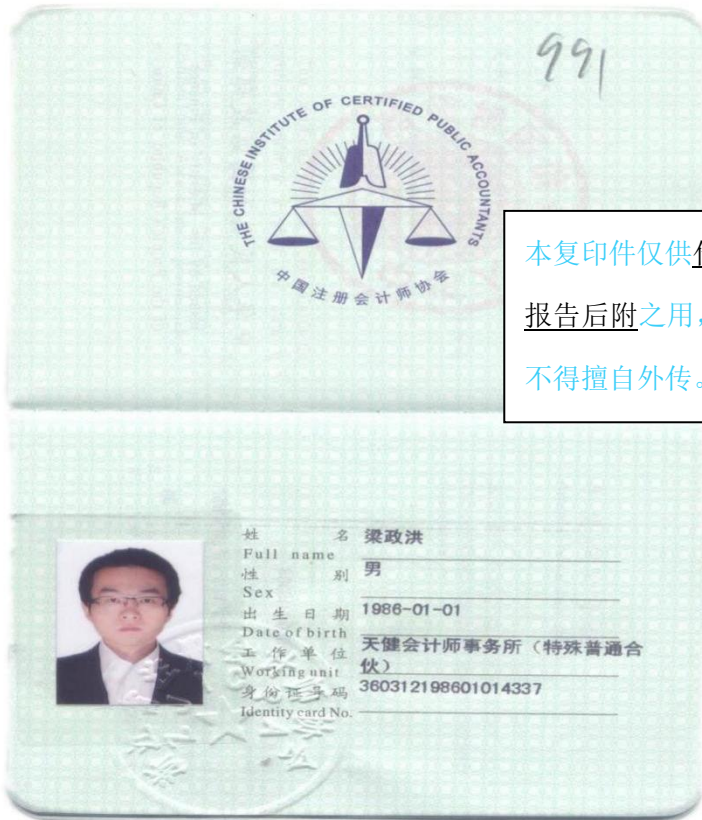 991
THE CHINESE INSTITUTE OF CERTIFIED PUBLIC ACCOUNTANTS
中国注册会计师协会
本复印件仅供
报告后附之用,
不得擅自外传。
姓 名 梁政洪
Full name
性 别 男
Sex
出生日期 1986-01-01
Date of birth
工作单位 天健会计师事务所（特殊普通合
伙）
Working unit
身份证号码 360312198601014337
Identity card No.